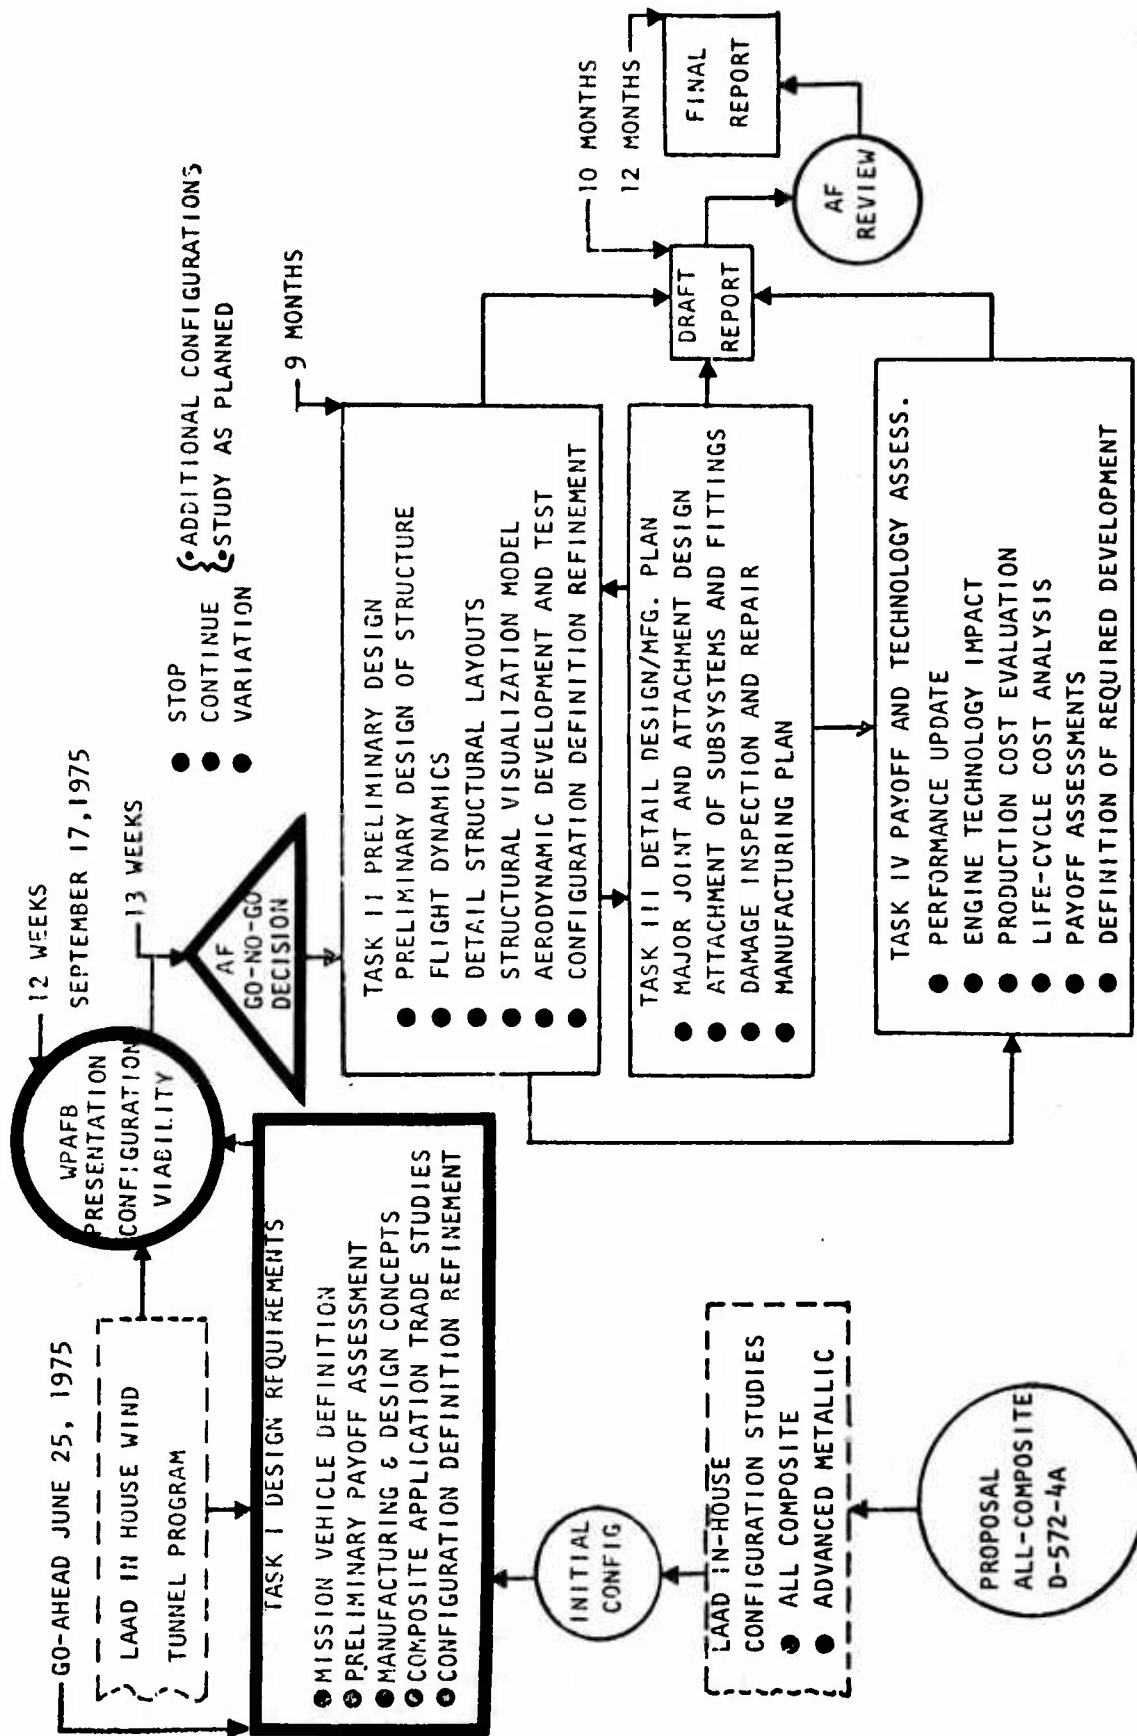 GO-AHEAD JUNE 25, 1975
LAAD IN HOUSE WIND
TUNNEL PROGRAM
TASK I DESIGN REQUIREMENTS
● MISSION VEHICLE DEFINITION
● PRELIMINARY PAYOFF ASSESSMENT
● MANUFACTURING & DESIGN CONCEPTS
● COMPOSITE APPLICATION TRADE STUDIES
● CONFIGURATION DEFINITION REFINEMENT
INITIAL
CONFIG
LAAD IN-HOUSE
CONFIGURATION STUDIES
● ALL COMPOSITE
● ADVANCED METALLIC
PROPOSAL
ALL-COMPOSITE
D-572-4A
12 WEEKS
SEPTEMBER 17,1975
WPAFB
PRESENTATION
CONFIGURATION
VIABILITY
13 WEEKS
AF
GO-NO-GO
DECISION
● STOP
● CONTINUE
● VARIATION
{•ADDITIONAL CONFIGURATIONS
•STUDY AS PLANNED
9 MONTHS
TASK II PRELIMINARY DESIGN
● PRELIMINARY DESIGN OF STRUCTURE
● FLIGHT DYNAMICS
● DETAIL STRUCTURAL LAYOUTS
● STRUCTURAL VISUALIZATION MODEL
● AERODYNAMIC DEVELOPMENT AND TEST
● CONFIGURATION DEFINITION REFINEMENT
TASK III DETAIL DESIGN/MFG. PLAN
● MAJOR JOINT AND ATTACHMENT DESIGN
● ATTACHMENT OF SUBSYSTEMS AND FITTINGS
● DAMAGE INSPECTION AND REPAIR
● MANUFACTURING PLAN
TASK IV PAYOFF AND TECHNOLOGY ASSESS.
● PERFORMANCE UPDATE
● ENGINE TECHNOLOGY IMPACT
● PRODUCTION COST EVALUATION
● LIFE-CYCLE COST ANALYSIS
● PAYOFF ASSESSMENTS
● DEFINITION OF REQUIRED DEVELOPMENT
10 MONTHS
12 MONTHS
DRAFT
REPORT
AF
REVIEW
FINAL
REPORT